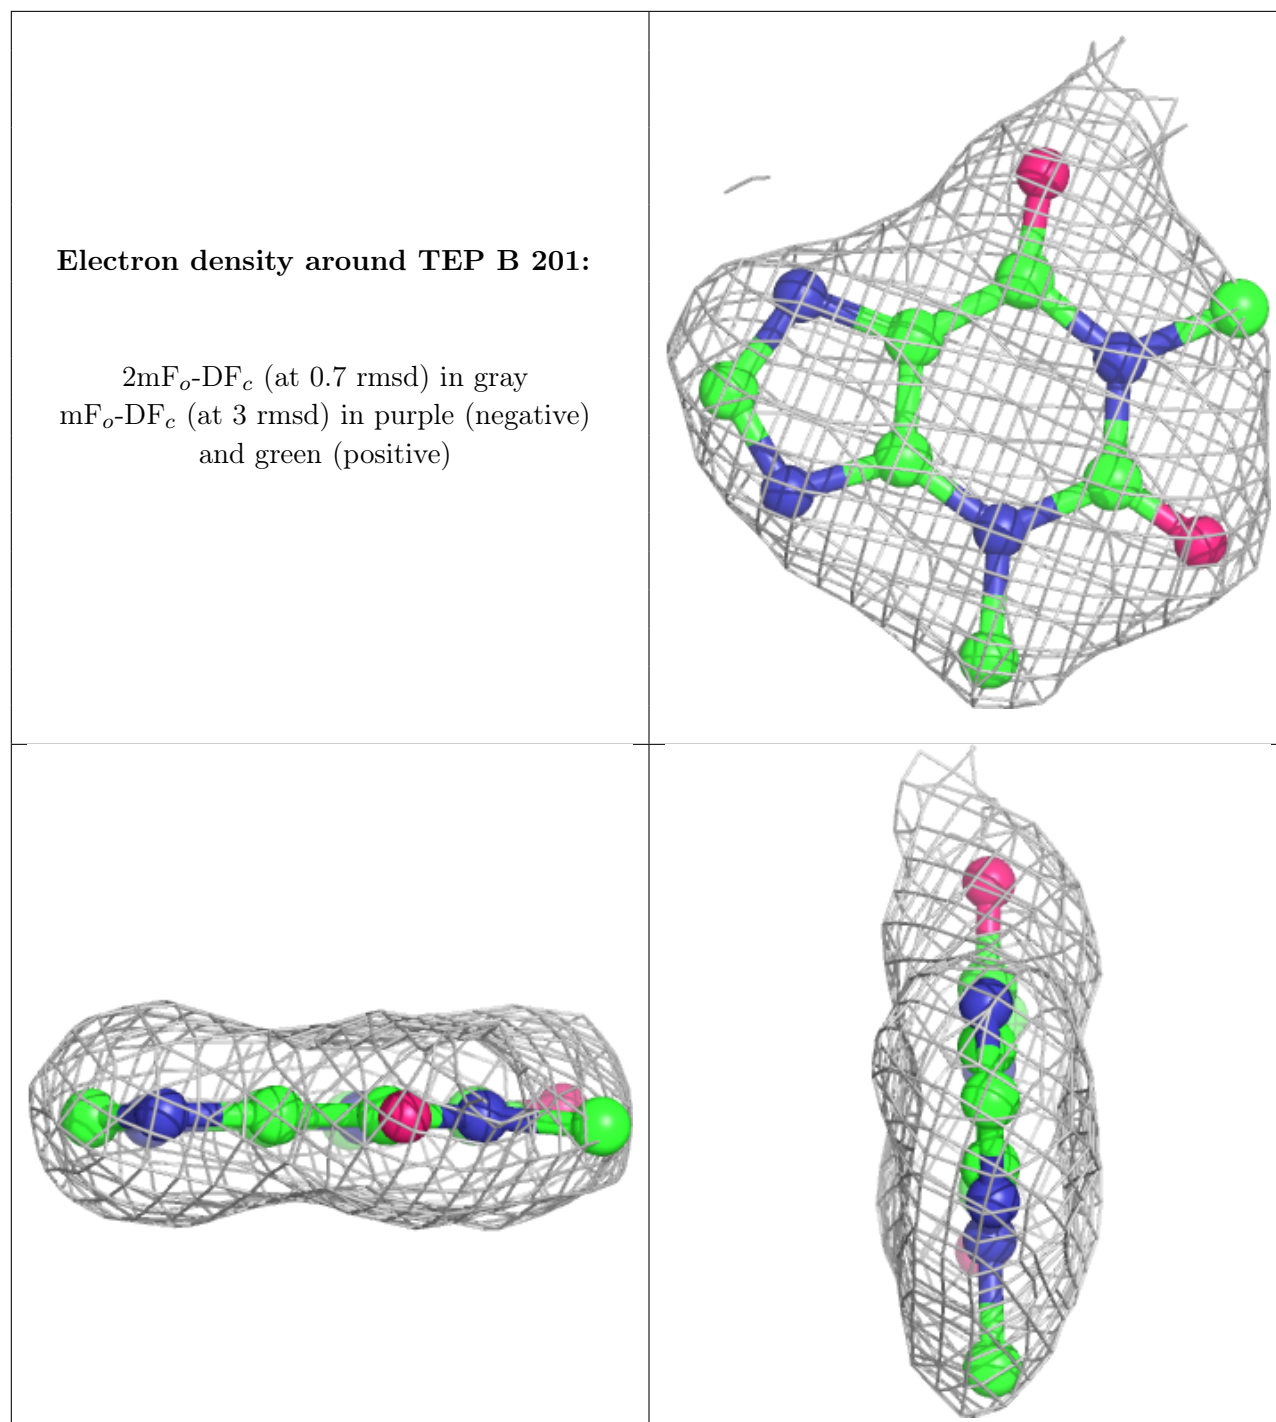 Electron density around TEP B 201:
2mFₒ-DF𝒸 (at 0.7 rmsd) in gray
mFₒ-DF𝒸 (at 3 rmsd) in purple (negative)
and green (positive)